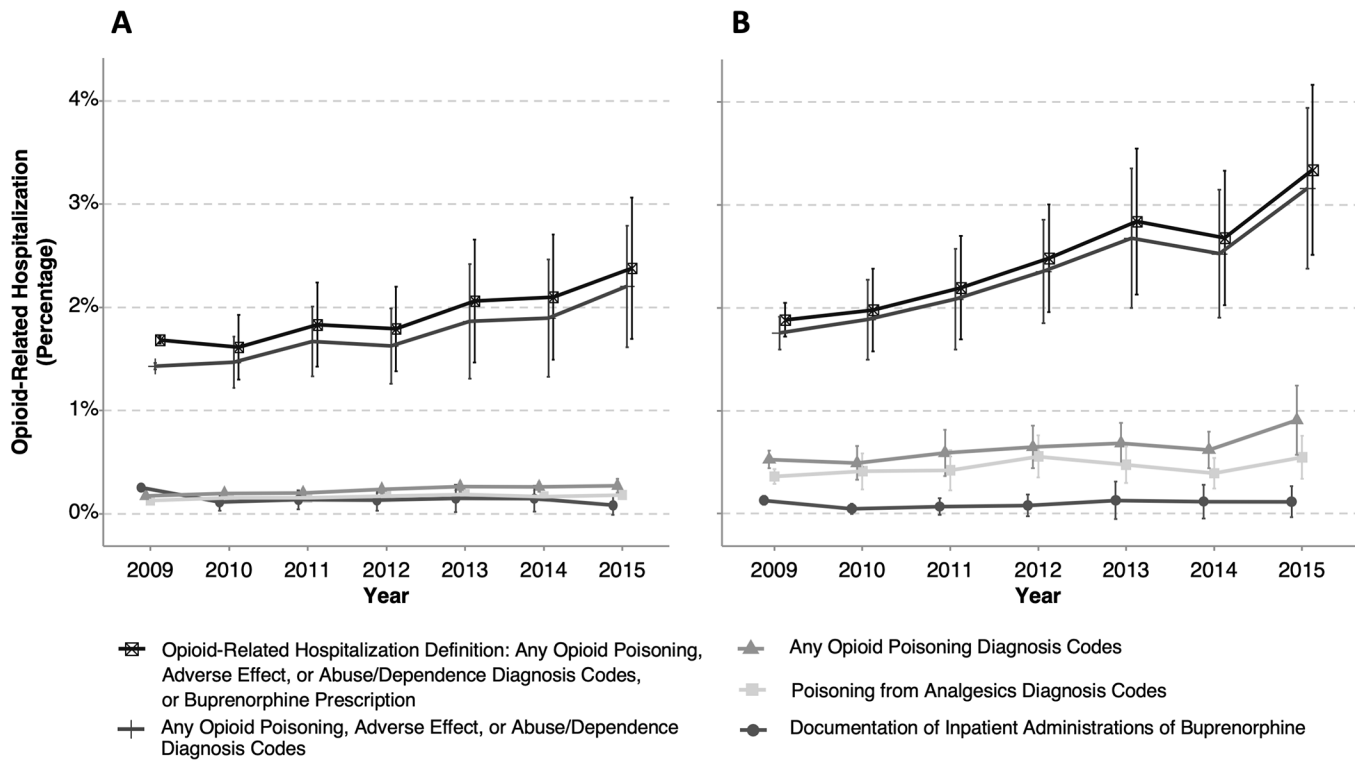 A
B
4%
3%
2%
1%
0%
Opioid-Related Hospitalization
(Percentage)
2009 2010 2011 2012 2013 2014 2015
Year
2009 2010 2011 2012 2013 2014 2015
Year
Opioid-Related Hospitalization Definition: Any Opioid Poisoning,
Adverse Effect, or Abuse/Dependence Diagnosis Codes,
or Buprenorphine Prescription
Any Opioid Poisoning, Adverse Effect, or Abuse/Dependence
Diagnosis Codes
Any Opioid Poisoning Diagnosis Codes
Poisoning from Analgesics Diagnosis Codes
Documentation of Inpatient Administrations of Buprenorphine